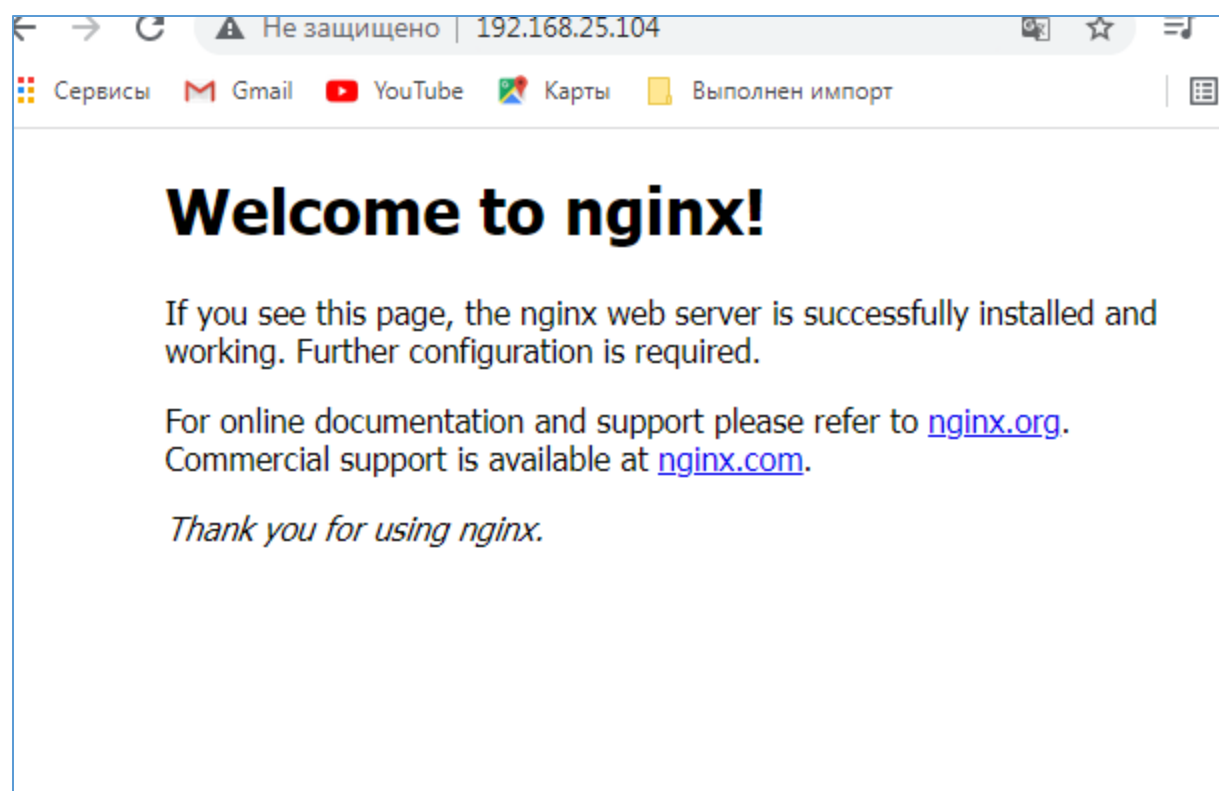 Не защищено | 192.168.25.104
Сервисы Gmail YouTube Карты Выполнен импорт
Welcome to nginx!
If you see this page, the nginx web server is successfully installed and
working. Further configuration is required.
For online documentation and support please refer to nginx.org.
Commercial support is available at nginx.com.
Thank you for using nginx.